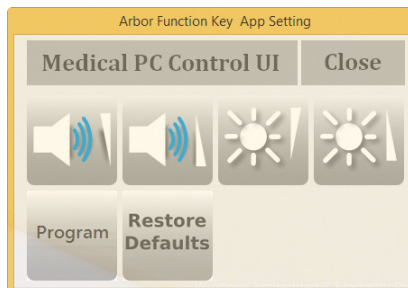 Arbor Function Key App Setting
Medical PC Control UI
Close
Program
Restore
Defaults